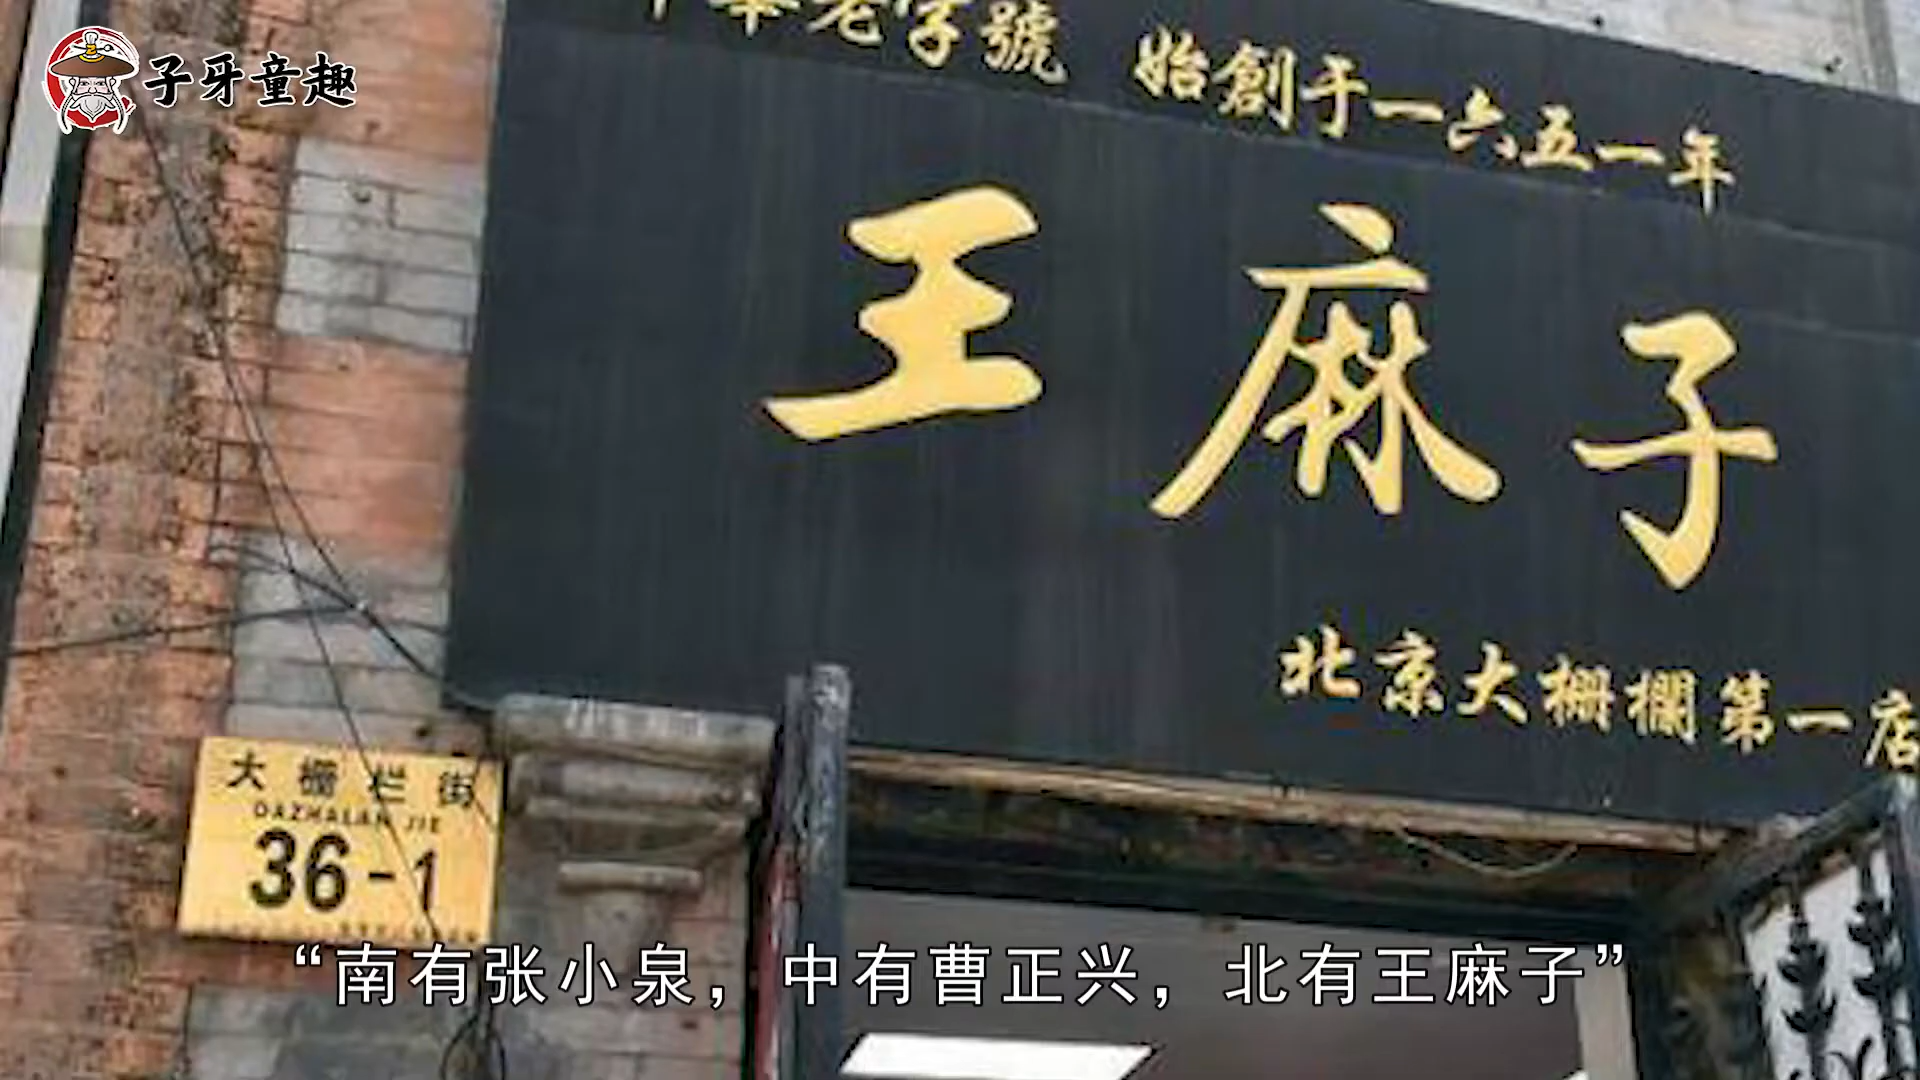 子牙童趣
中華老字號 始創于一六五一年
王麻子
北京大柵欄第一店
大栅栏街
DAZHALAN JIE
36-1
“南有张小泉，中有曹正兴，北有王麻子”